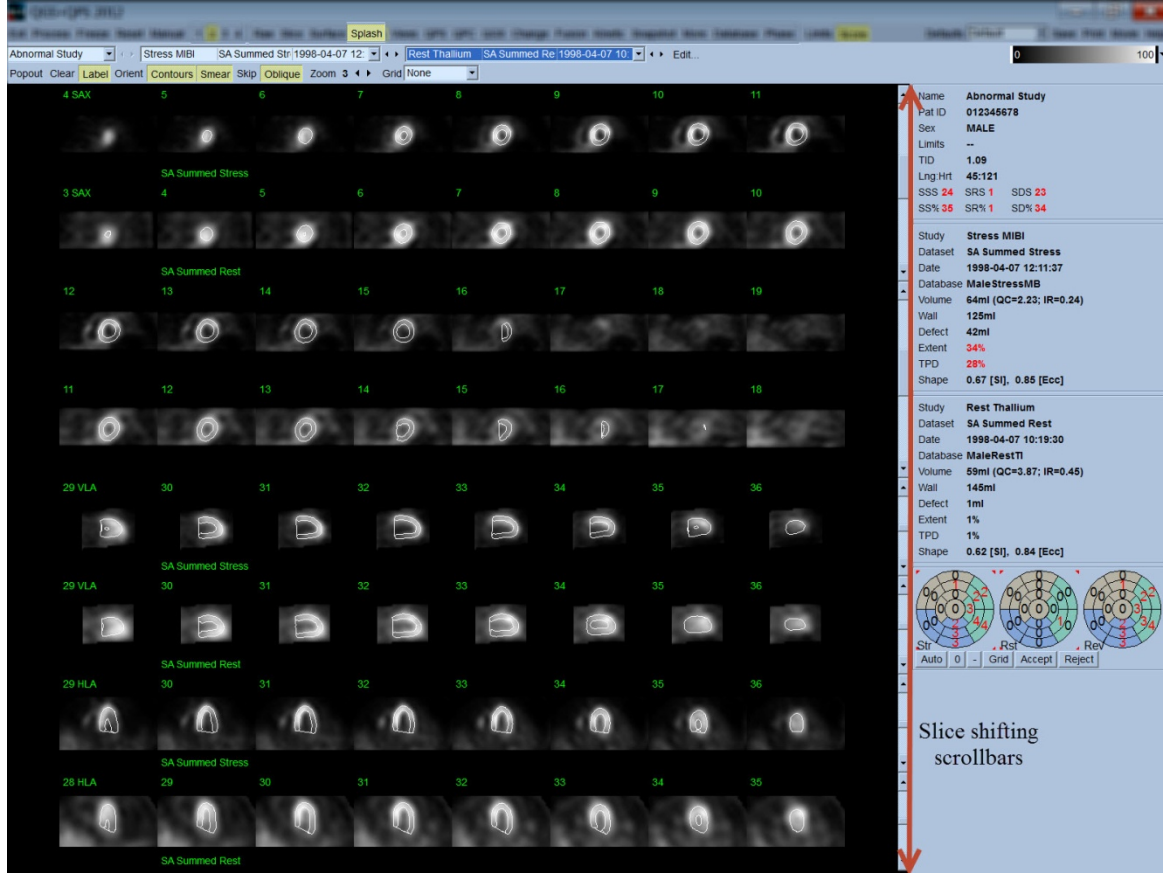 QGS+QPS 2012
Splash
Abnormal Study Stress MIBI SA Summed Str 1998-04-07 12: Rest Thallium SA Summed Re 1998-04-07 10: Edit... 0 100
Popout Clear Label Orient Contours Smear Skip Oblique Zoom 3 Grid None
4 SAX 5 6 7 8 9 10 11
SA Summed Stress
3 SAX 4 5 6 7 8 9 10
SA Summed Rest
12 13 14 15 16 17 18 19
11 12 13 14 15 16 17 18
29 VLA 30 31 32 33 34 35 36
SA Summed Stress
29 VLA 30 31 32 33 34 35 36
SA Summed Rest
29 HLA 30 31 32 33 34 35 36
SA Summed Stress
28 HLA 29 30 31 32 33 34 35
SA Summed Rest
Name Abnormal Study
Pat ID 012345678
Sex MALE
Limits --
TID 1.09
Lng:Hrt 45:121
SSS 24 SRS 1 SDS 23
SS% 35 SR% 1 SD% 34
Study Stress MIBI
Dataset SA Summed Stress
Date 1998-04-07 12:11:37
Database MaleStressMB
Volume 64ml (QC=2.23; IR=0.24)
Wall 125ml
Defect 42ml
Extent 34%
TPD 28%
Shape 0.67 [SI], 0.85 [Ecc]
Study Rest Thallium
Dataset SA Summed Rest
Date 1998-04-07 10:19:30
Database MaleRestTl
Volume 59ml (QC=3.87; IR=0.45)
Wall 145ml
Defect 1ml
Extent 1%
TPD 1%
Shape 0.62 [SI], 0.84 [Ecc]
Str Rst Rev
Auto 0 - Grid Accept Reject
Slice shifting
scrollbars